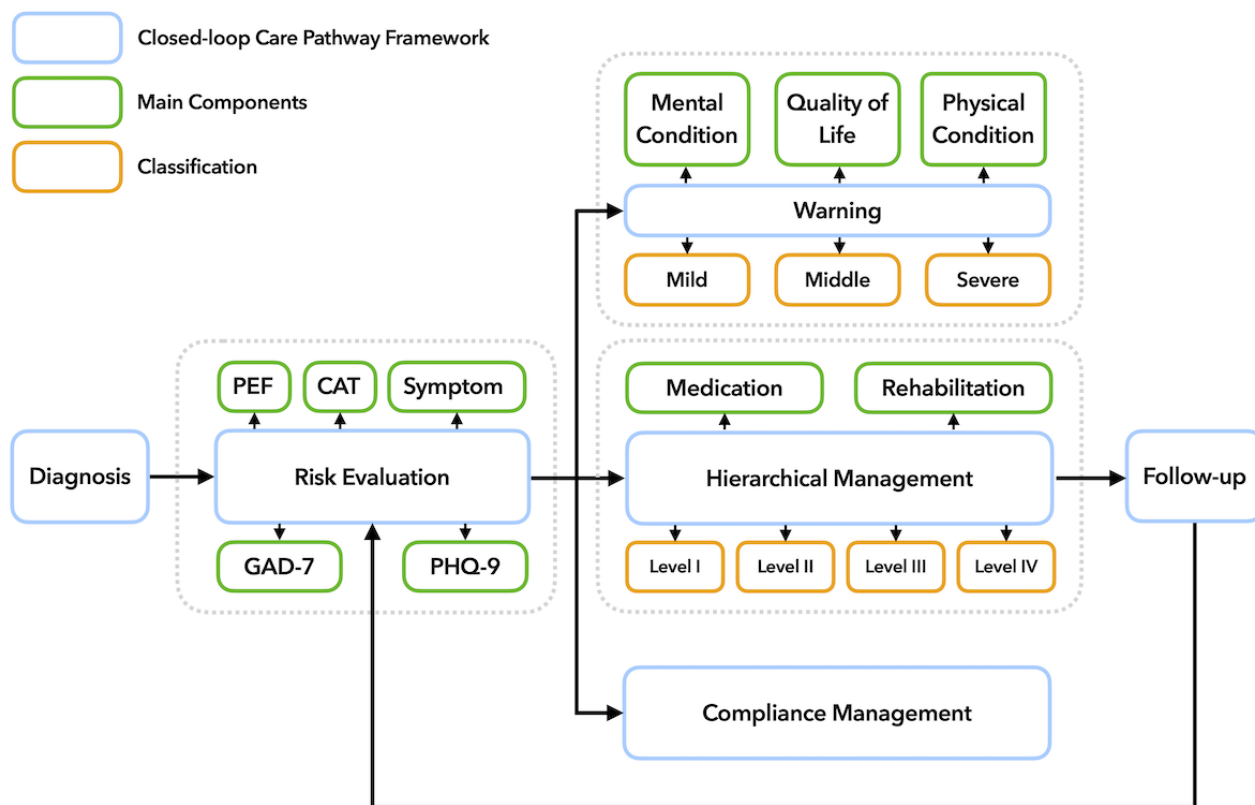 Closed-loop Care Pathway Framework
Main Components
Classification
Mental
Condition
Quality of
Life
Physical
Condition
Warning
Mild
Middle
Severe
PEF
CAT
Symptom
Medication
Rehabilitation
Diagnosis
Risk Evaluation
Hierarchical Management
Follow-up
GAD-7
PHQ-9
Level I
Level II
Level III
Level IV
Compliance Management